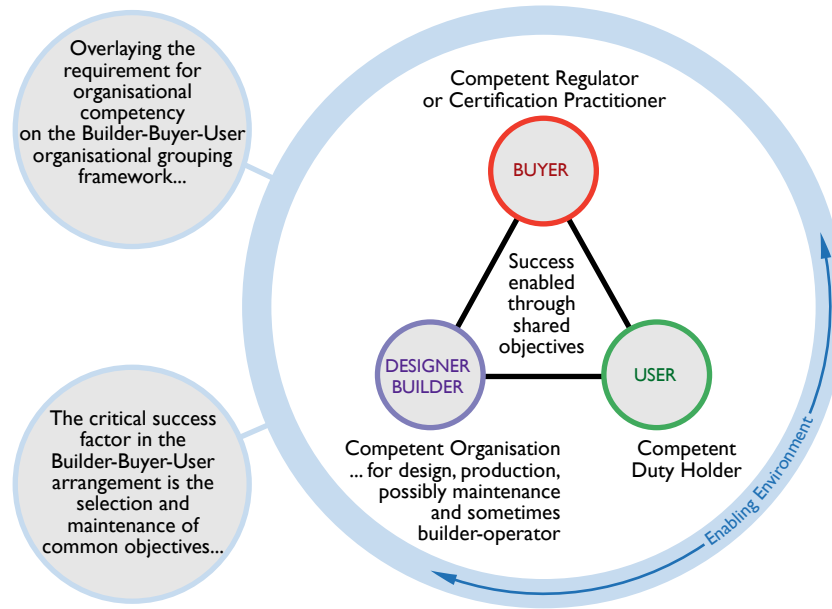 Overlaying the
requirement for
organisational
competency
on the Builder-Buyer-User
organisational grouping
framework...
The critical success
factor in the
Builder-Buyer-User
arrangement is the
selection and
maintenance of
common objectives...
Competent Regulator
or Certification Practitioner
BUYER
Success
enabled
through
shared
objectives
DESIGNER
BUILDER
USER
Competent Organisation
... for design, production,
possibly maintenance
and sometimes
builder-operator
Competent
Duty Holder
Enabling Environment